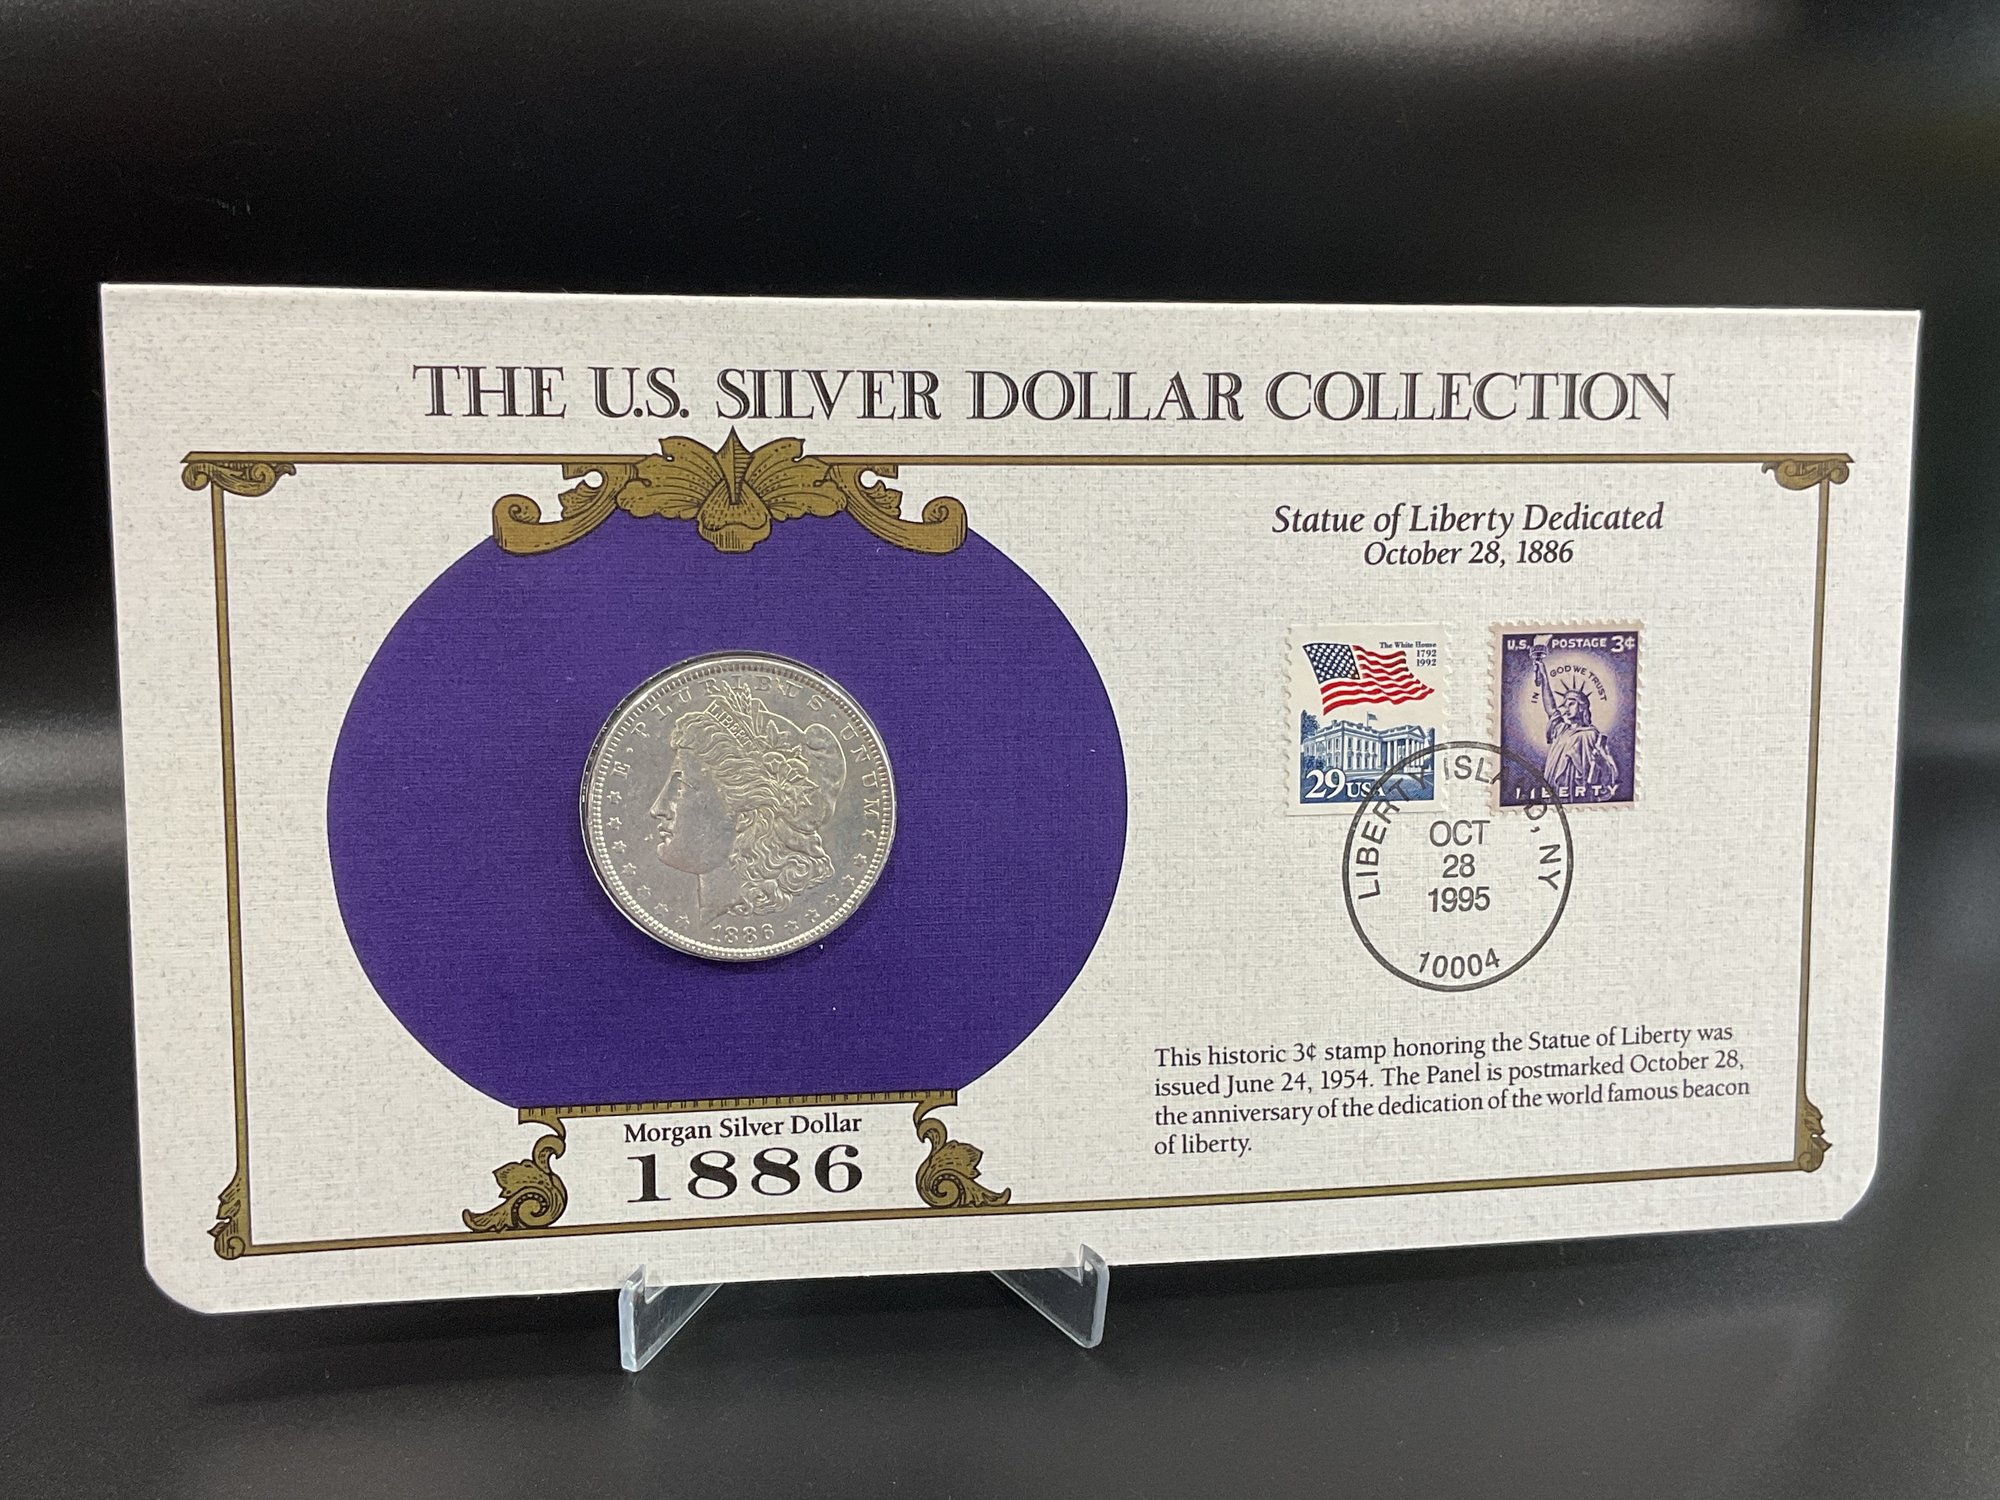 THE U.S. SILVER DOLLAR COLLECTION
Statue of Liberty Dedicated
October 28, 1886
The White House
1792
1992
29 USA
U.S. POSTAGE 3¢
IN GOD WE TRUST
LIBERTY
LIBERTY ISLAND, NY
OCT
28
1995
10004
E·PLURIBUS·UNUM
LIBERTY
1886
This historic 3¢ stamp honoring the Statue of Liberty was
issued June 24, 1954. The Panel is postmarked October 28,
the anniversary of the dedication of the world famous beacon
of liberty.
Morgan Silver Dollar
1886